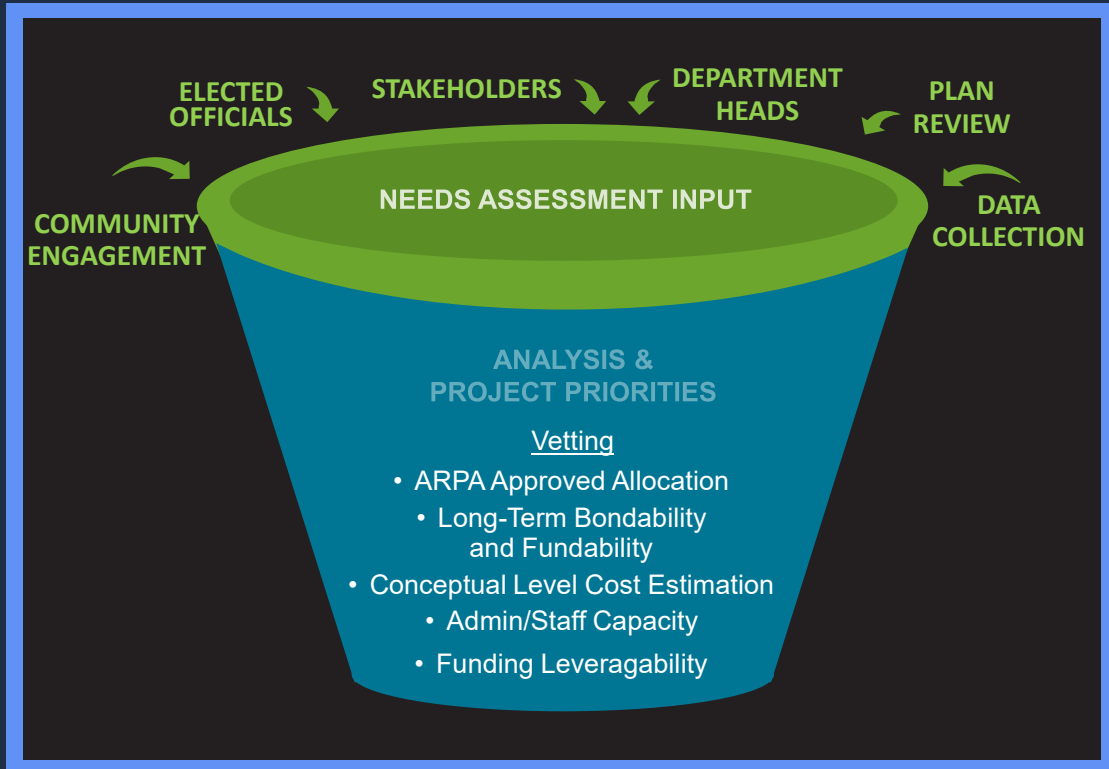 ELECTED
OFFICIALS
STAKEHOLDERS
DEPARTMENT
HEADS
PLAN
REVIEW
COMMUNITY
ENGAGEMENT
NEEDS ASSESSMENT INPUT
DATA
COLLECTION
ANALYSIS &
PROJECT PRIORITIES
Vetting
• ARPA Approved Allocation
• Long-Term Bondability
and Fundability
• Conceptual Level Cost Estimation
• Admin/Staff Capacity
• Funding Leveragability